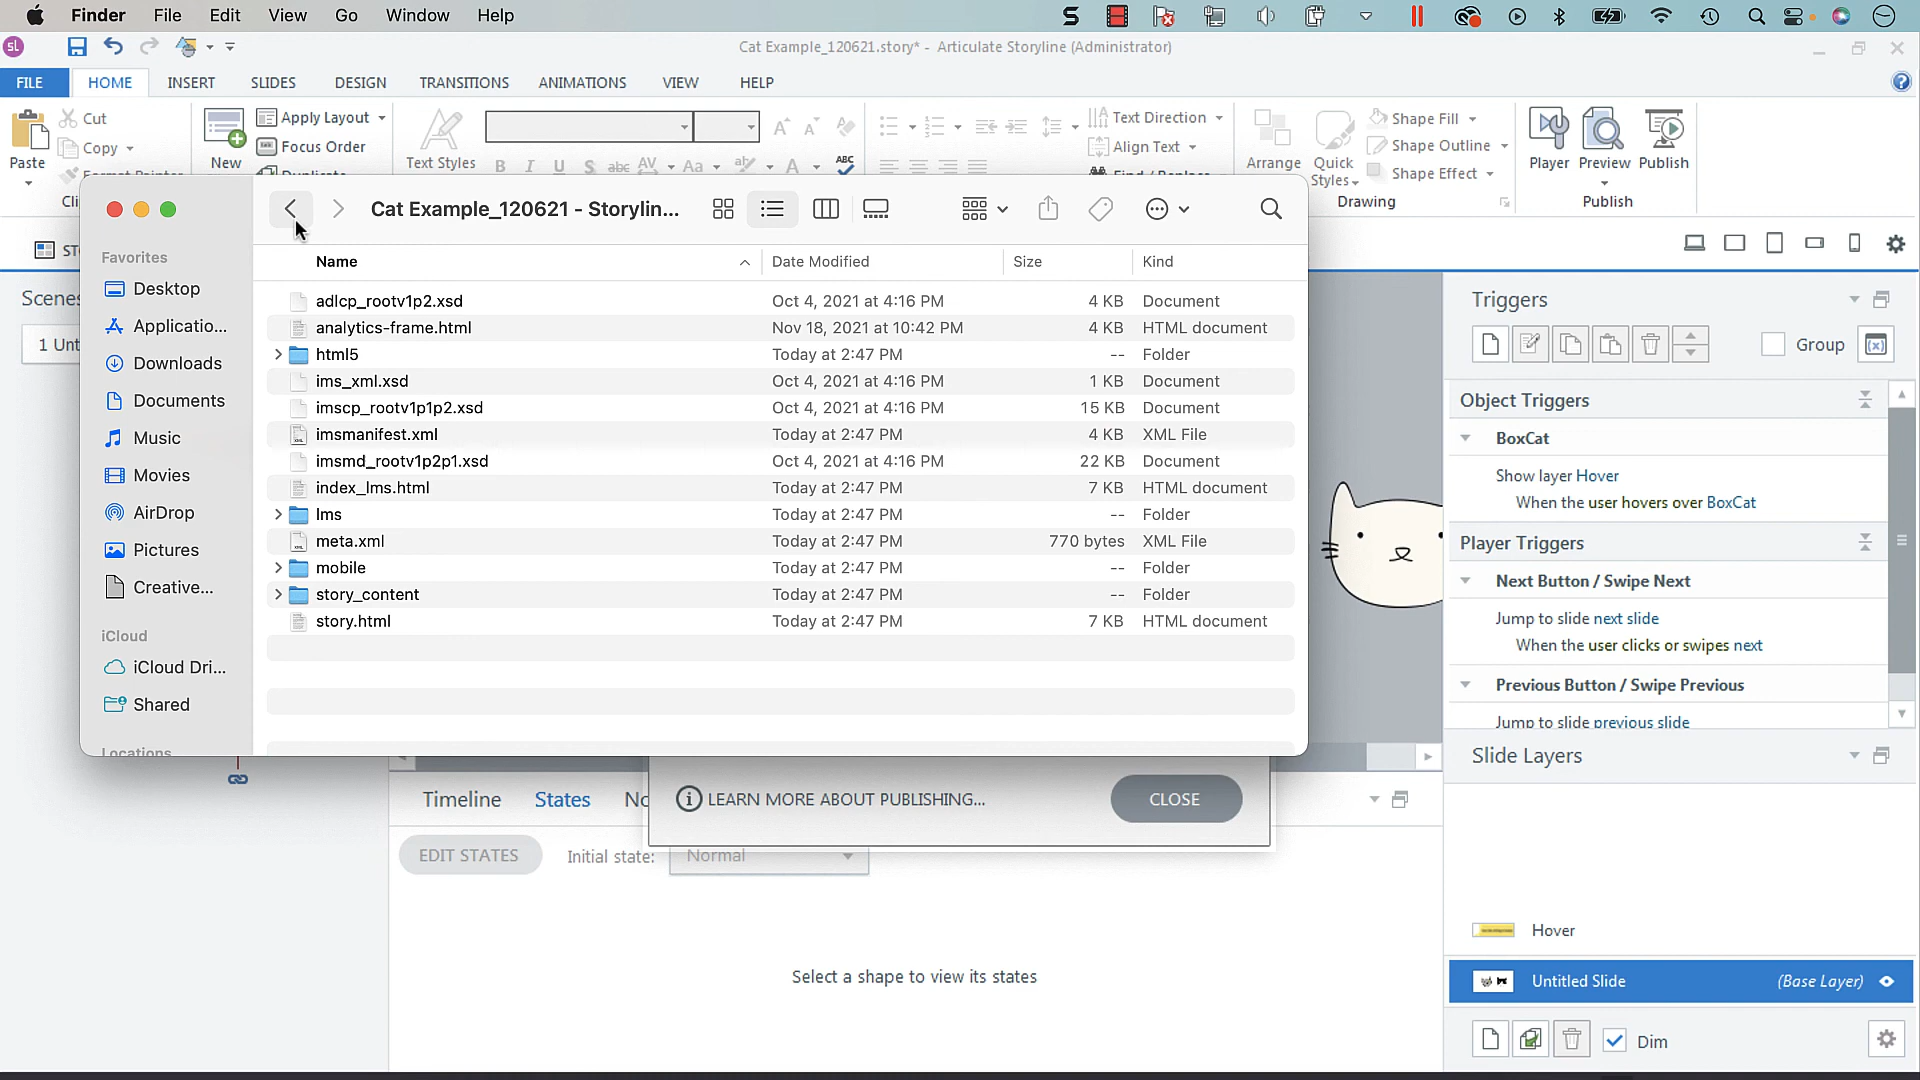 Finder File Edit View Go Window Help
Cat Example_120621.story* - Articulate Storyline (Administrator)
FILE HOME INSERT SLIDES DESIGN TRANSITIONS ANIMATIONS VIEW HELP
Cut
Copy
Paste
New
Apply Layout
Focus Order
Text Styles
Text Direction
Align Text
Arrange
Quick Styles
Shape Fill
Shape Outline
Shape Effect
Drawing
Player Preview Publish
Publish
Cat Example_120621 - Storylin...
Favorites
Desktop
Applicatio...
Downloads
Documents
Music
Movies
AirDrop
Pictures
Creative...
iCloud
iCloud Dri...
Shared
Locations
Name Date Modified Size Kind
adlcp_rootv1p2.xsd Oct 4, 2021 at 4:16 PM 4 KB Document
analytics-frame.html Nov 18, 2021 at 10:42 PM 4 KB HTML document
html5 Today at 2:47 PM -- Folder
ims_xml.xsd Oct 4, 2021 at 4:16 PM 1 KB Document
imscp_rootv1p1p2.xsd Oct 4, 2021 at 4:16 PM 15 KB Document
imsmanifest.xml Today at 2:47 PM 4 KB XML File
imsmd_rootv1p2p1.xsd Oct 4, 2021 at 4:16 PM 22 KB Document
index_lms.html Today at 2:47 PM 7 KB HTML document
lms Today at 2:47 PM -- Folder
meta.xml Today at 2:47 PM 770 bytes XML File
mobile Today at 2:47 PM -- Folder
story_content Today at 2:47 PM -- Folder
story.html Today at 2:47 PM 7 KB HTML document
Scenes
1 Unt
Timeline States
LEARN MORE ABOUT PUBLISHING... CLOSE
EDIT STATES Initial state: Normal
Select a shape to view its states
Triggers
Group
Object Triggers
BoxCat
Show layer Hover
When the user hovers over BoxCat
Player Triggers
Next Button / Swipe Next
Jump to slide next slide
When the user clicks or swipes next
Previous Button / Swipe Previous
Jump to slide previous slide
Slide Layers
Hover
Untitled Slide (Base Layer)
Dim